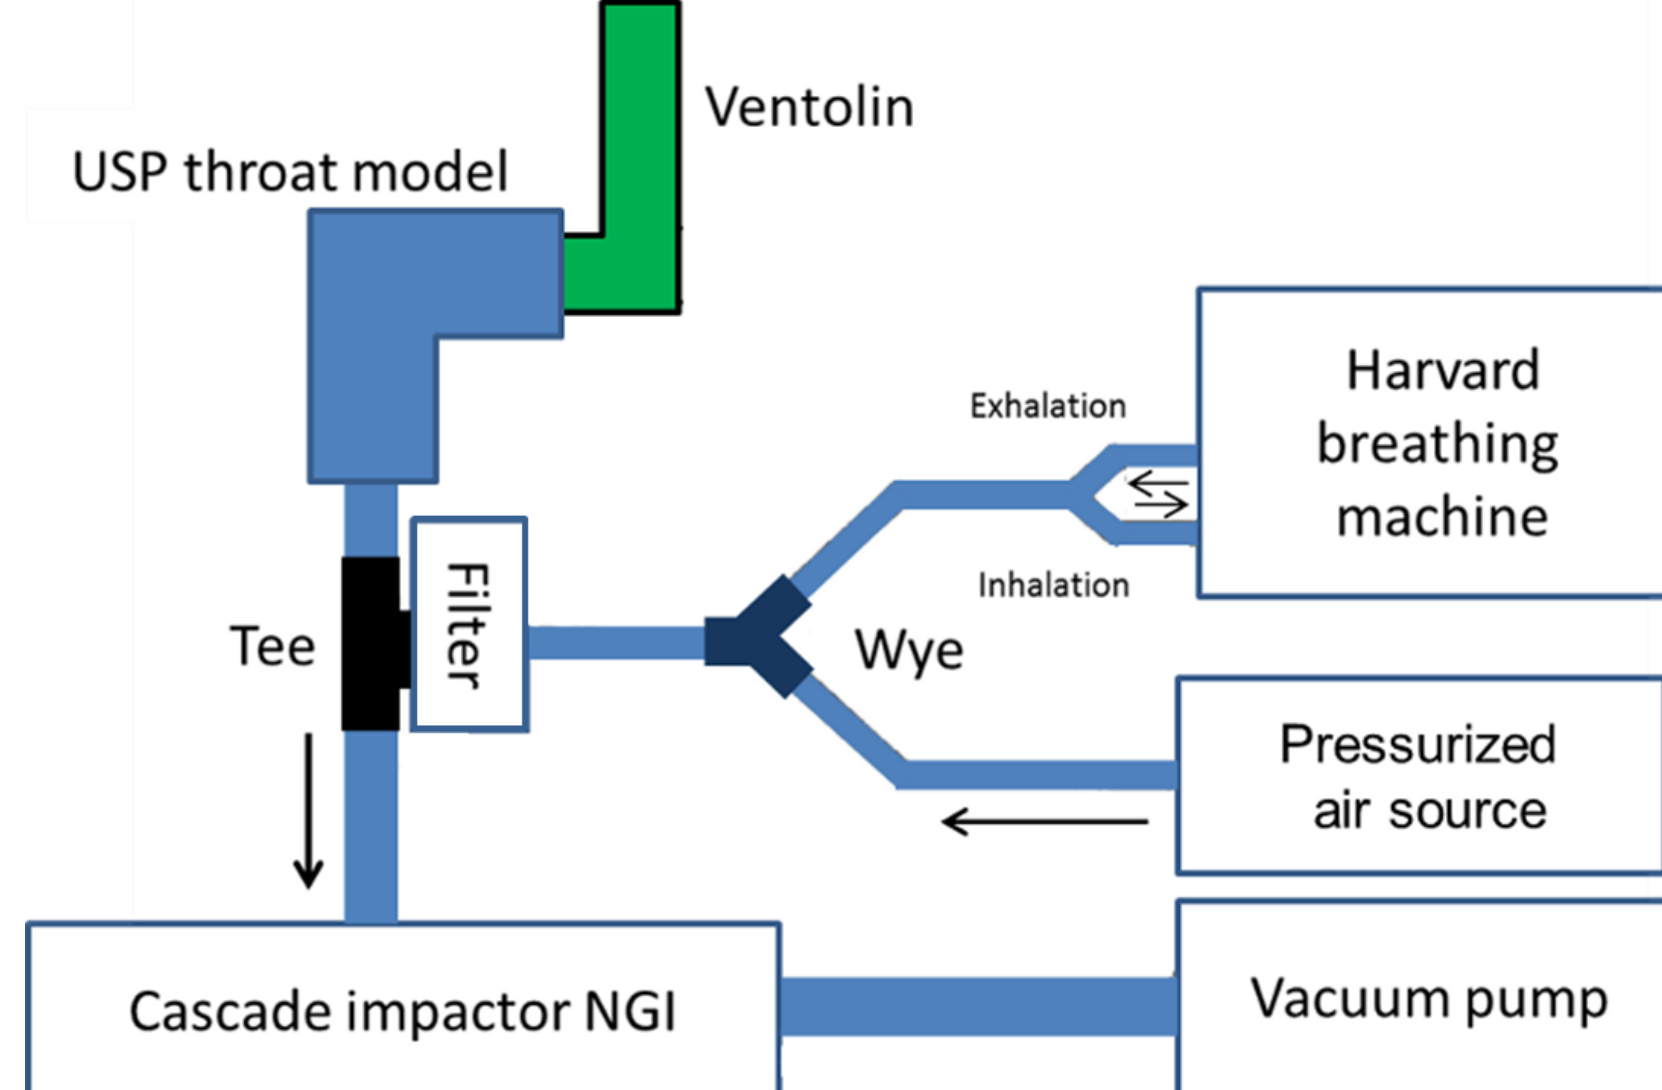 Ventolin
USP throat model
Harvard
breathing
machine
Exhalation
Inhalation
Filter
Tee
Wye
Pressurized
air source
Cascade impactor NGI
Vacuum pump